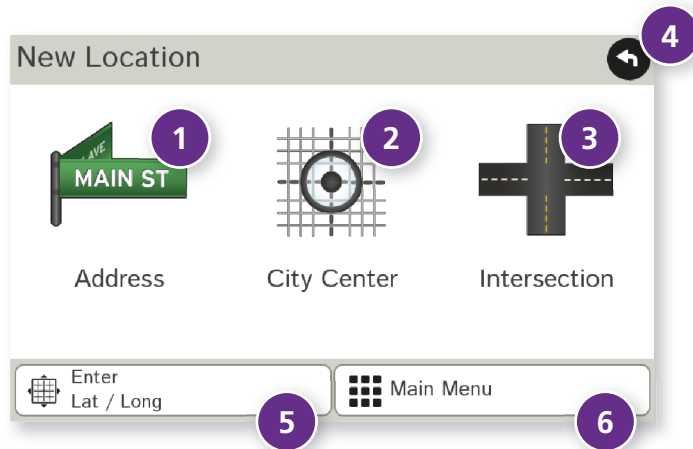 New Location
4
1
2
3
AVE
MAIN ST
Address
City Center
Intersection
Enter
Lat / Long
Main Menu
5
6